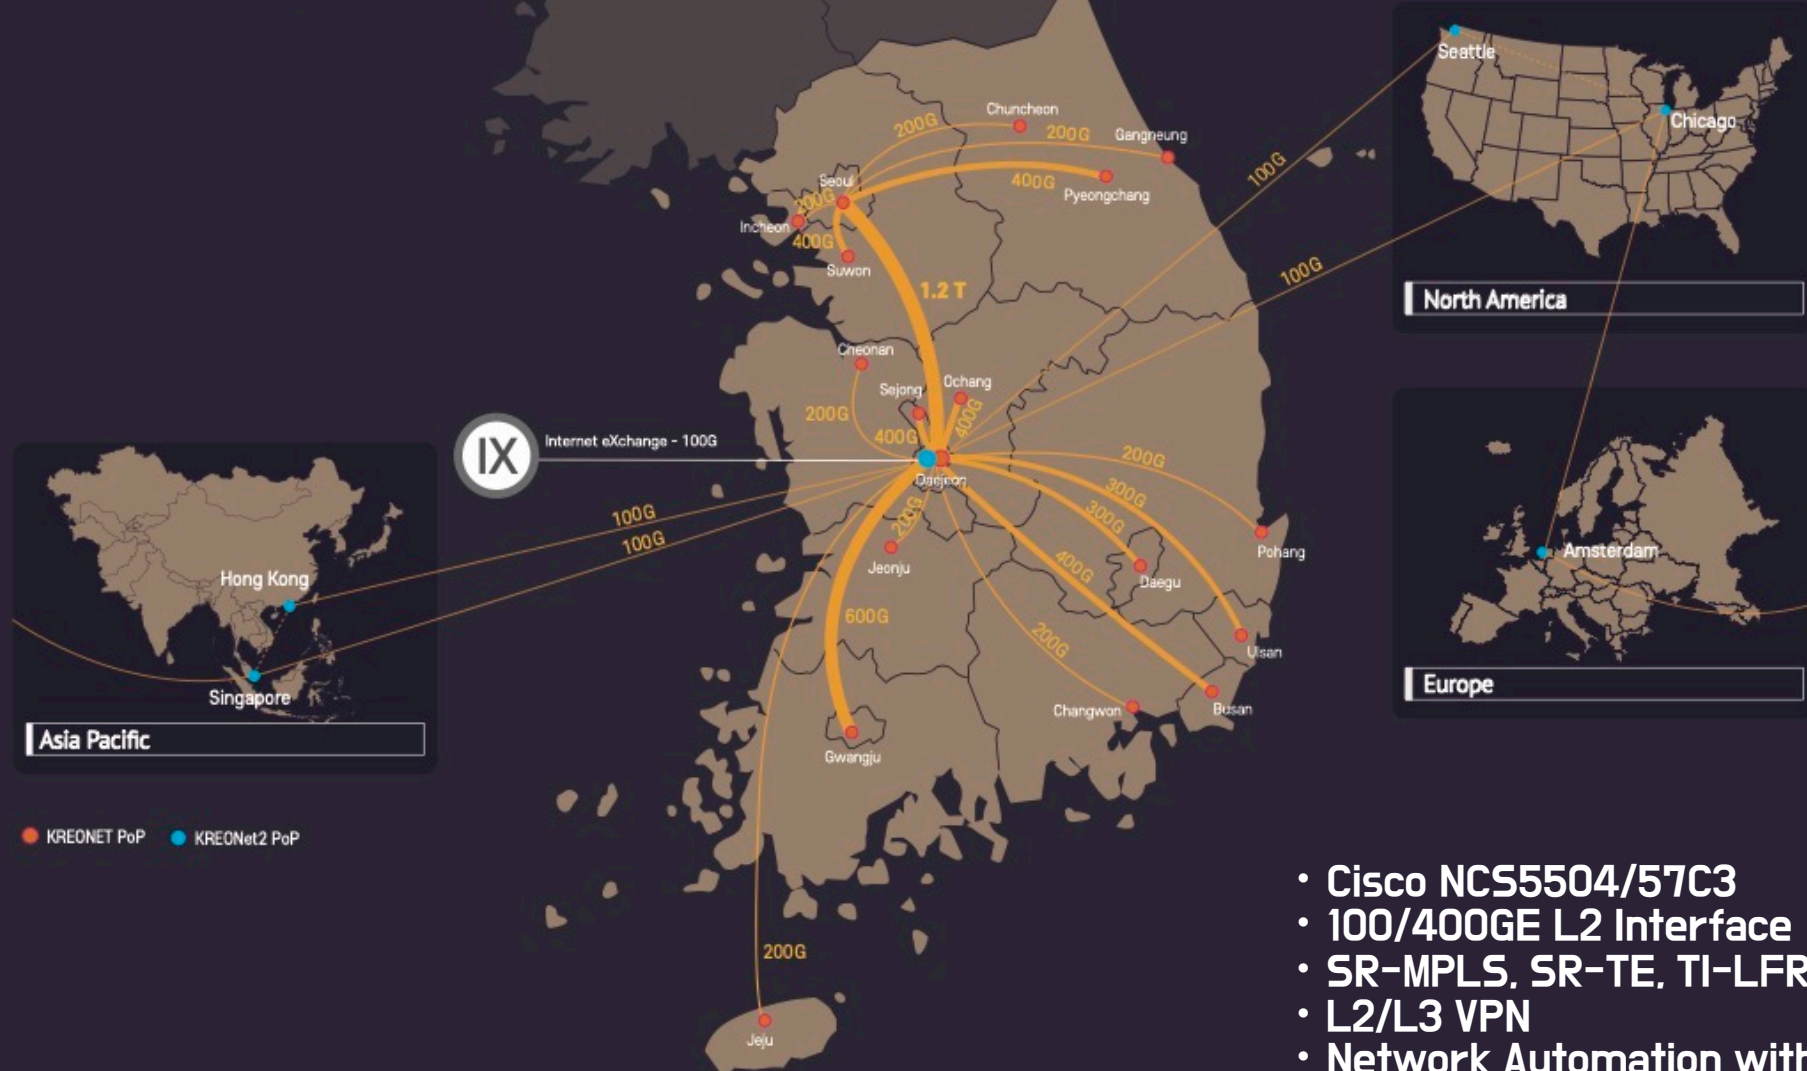 Seattle
Chicago
100G
100G
North America
Chuncheon
200G
200G
Gangneung
400G
Pyeongchang
Seoul
200G
Incheon
400G
Suwon
1.2 T
Cheonan
Sejong
Ochang
200G
400G
400G
IX
Internet eXchange - 100G
Daejeon
200G
300G
300G
400G
200G
200G
600G
100G
100G
Pohang
Daegu
Jeonju
Ulsan
Changwon
Busan
Gwangju
Hong Kong
Singapore
Asia Pacific
Amsterdam
Europe
KREONET PoP
KREONet2 PoP
200G
Jeju
• Cisco NCS5504/57C3
• 100/400GE L2 Interface
• SR-MPLS, SR-TE, TI-LFR
• L2/L3 VPN
• Network Automation with